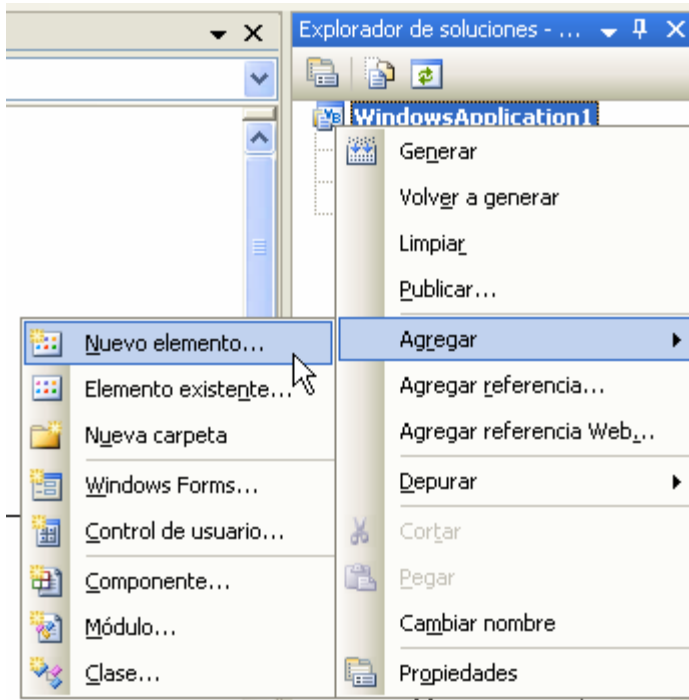 Explorador de soluciones - ...
WindowsApplication1
Generar
Volver a generar
Limpiar
Publicar...
Agregar
Agregar referencia...
Agregar referencia Web...
Depurar
Cortar
Pegar
Cambiar nombre
Propiedades
Nuevo elemento...
Elemento existente...
Nueva carpeta
Windows Forms...
Control de usuario...
Componente...
Módulo...
Clase...